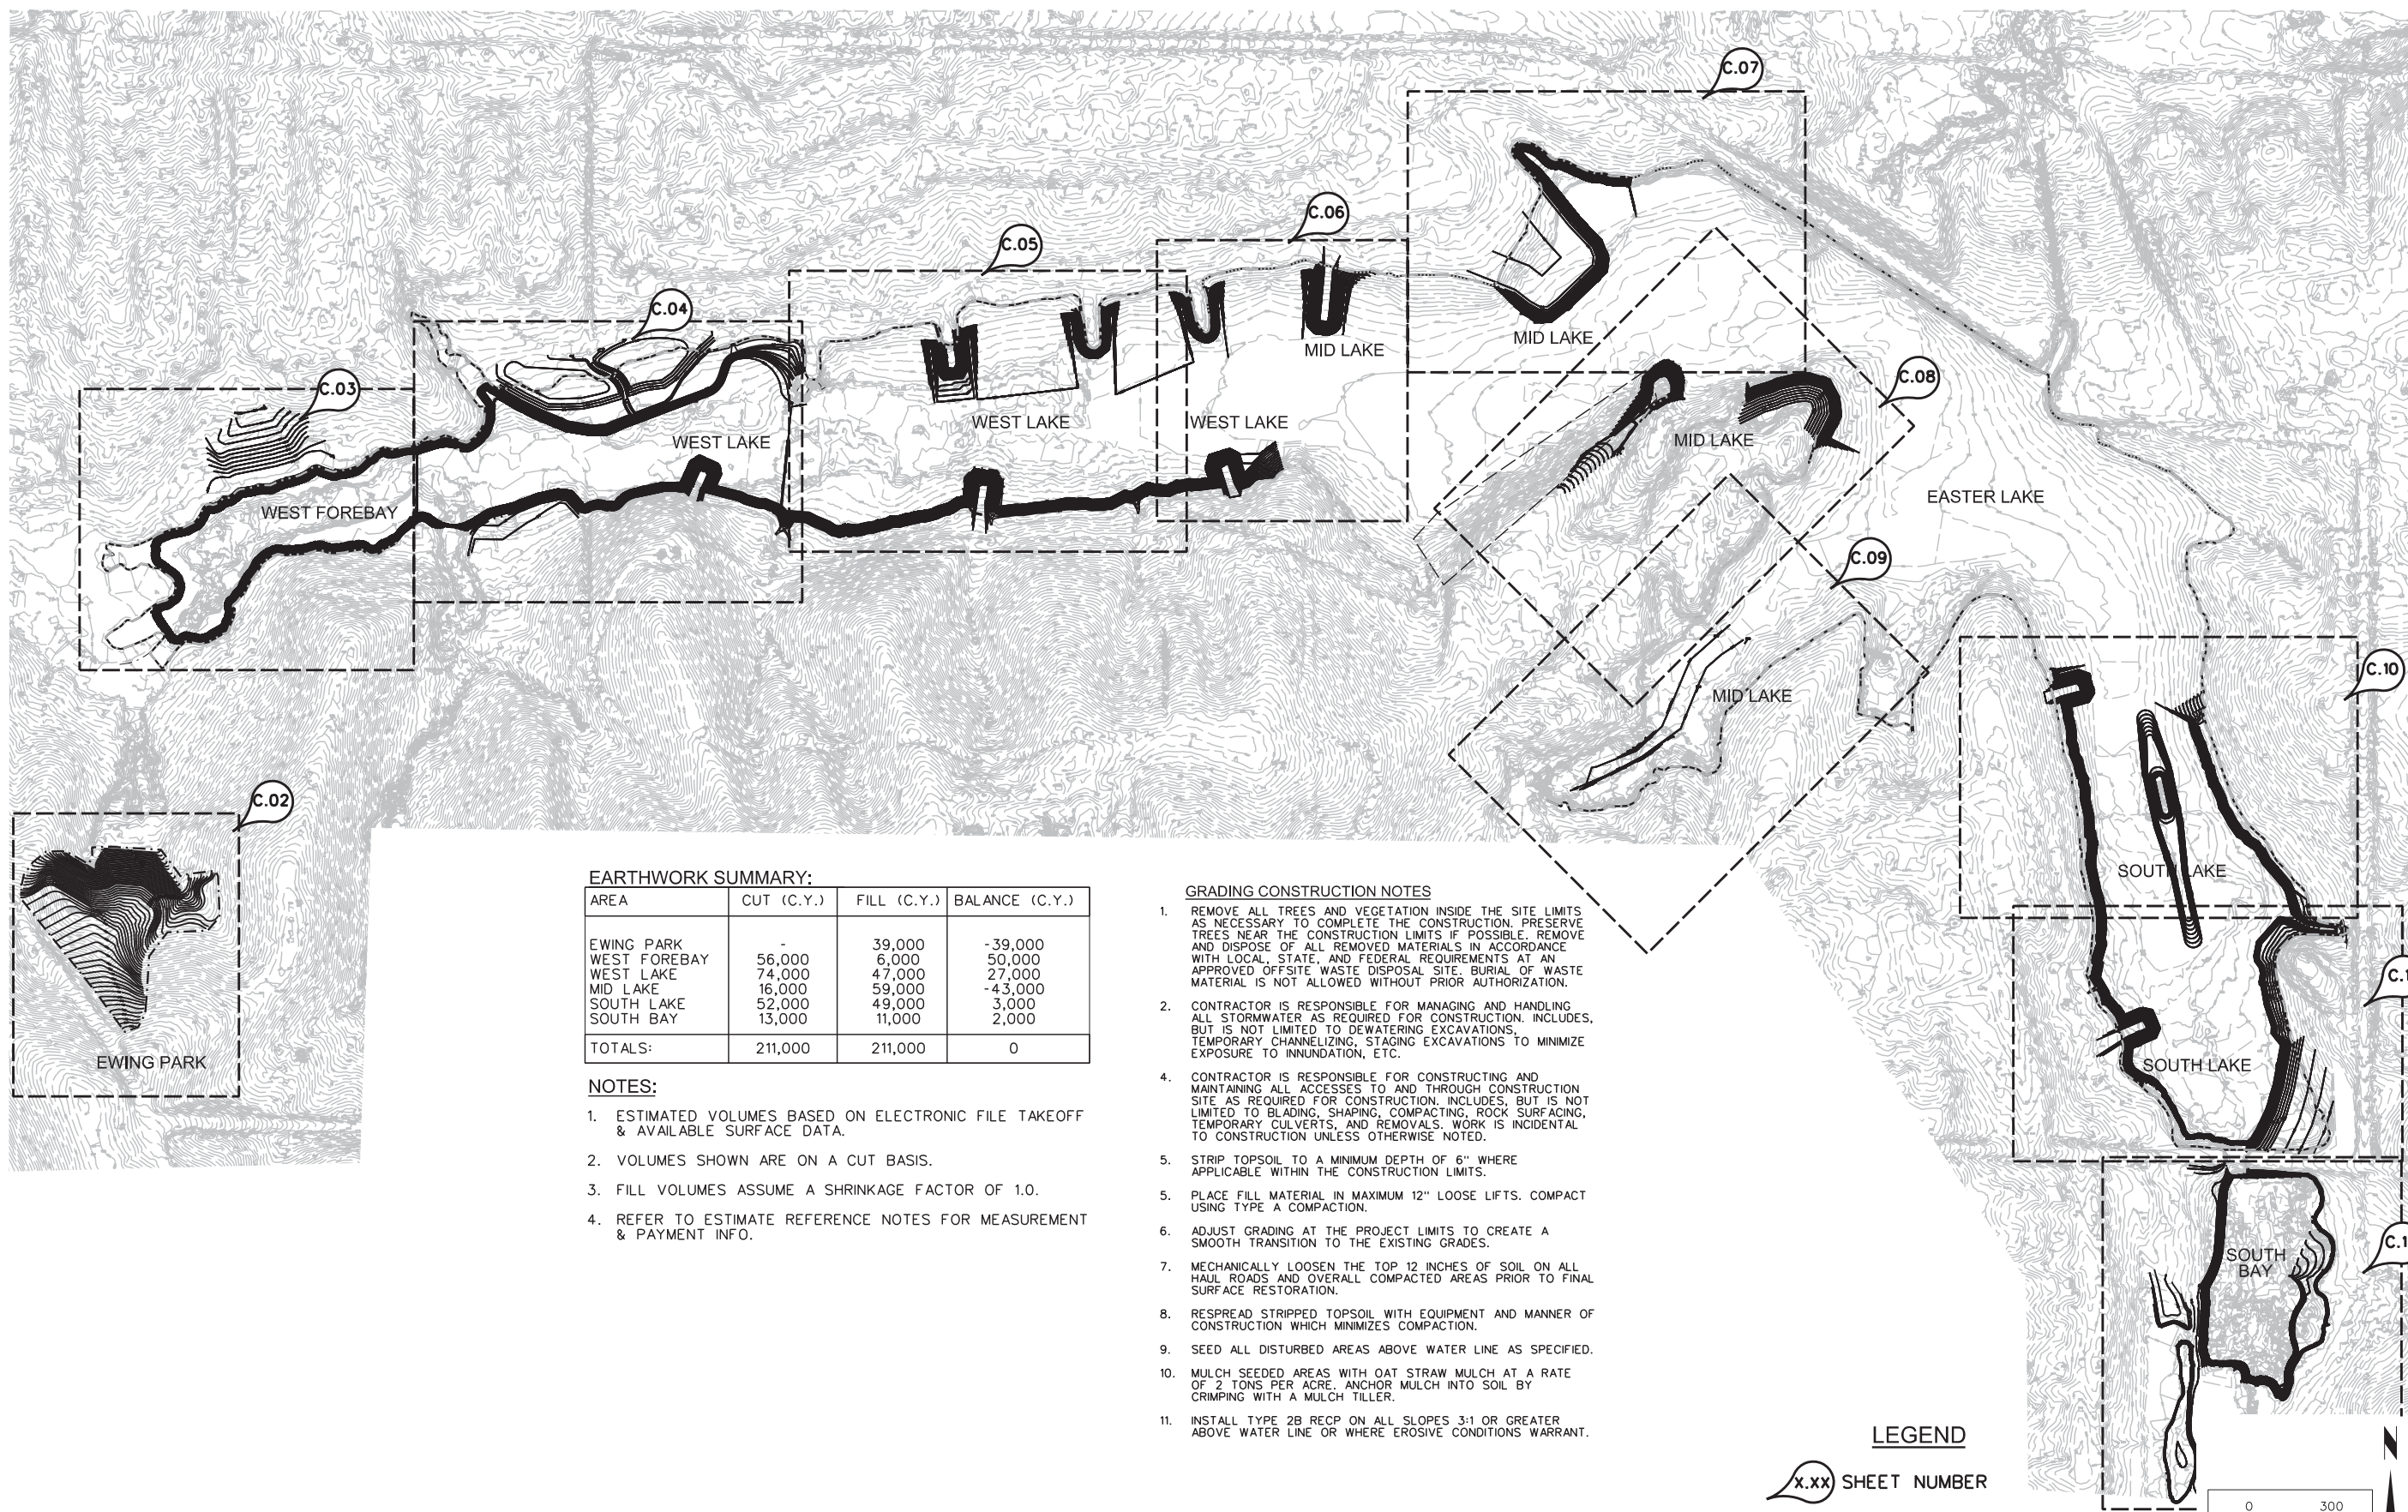 C.07
C.06
C.05
C.04
C.03
C.08
C.09
C.10
C.02
MID LAKE
MID LAKE
WEST LAKE
WEST LAKE
WEST LAKE
MID LAKE
WEST FOREBAY
EASTER LAKE
MID LAKE
SOUTH LAKE
SOUTH LAKE
EWING PARK
SOUTH
BAY
EARTHWORK SUMMARY:
AREA CUT (C.Y.) FILL (C.Y.) BALANCE (C.Y.)
EWING PARK - 39,000 -39,000
WEST FOREBAY 56,000 6,000 50,000
WEST LAKE 74,000 47,000 27,000
MID LAKE 16,000 59,000 -43,000
SOUTH LAKE 52,000 49,000 3,000
SOUTH BAY 13,000 11,000 2,000
TOTALS: 211,000 211,000 0
NOTES:
1. ESTIMATED VOLUMES BASED ON ELECTRONIC FILE TAKEOFF
& AVAILABLE SURFACE DATA.
2. VOLUMES SHOWN ARE ON A CUT BASIS.
3. FILL VOLUMES ASSUME A SHRINKAGE FACTOR OF 1.0.
4. REFER TO ESTIMATE REFERENCE NOTES FOR MEASUREMENT
& PAYMENT INFO.
GRADING CONSTRUCTION NOTES
1. REMOVE ALL TREES AND VEGETATION INSIDE THE SITE LIMITS
AS NECESSARY TO COMPLETE THE CONSTRUCTION. PRESERVE
TREES NEAR THE CONSTRUCTION LIMITS IF POSSIBLE. REMOVE
AND DISPOSE OF ALL REMOVED MATERIALS IN ACCORDANCE
WITH LOCAL, STATE, AND FEDERAL REQUIREMENTS AT AN
APPROVED OFFSITE WASTE DISPOSAL SITE. BURIAL OF WASTE
MATERIAL IS NOT ALLOWED WITHOUT PRIOR AUTHORIZATION.
2. CONTRACTOR IS RESPONSIBLE FOR MANAGING AND HANDLING
ALL STORMWATER AS REQUIRED FOR CONSTRUCTION. INCLUDES,
BUT IS NOT LIMITED TO DEWATERING EXCAVATIONS,
TEMPORARY CHANNELIZING, STAGING EXCAVATIONS TO MINIMIZE
EXPOSURE TO INNUNDATION, ETC.
4. CONTRACTOR IS RESPONSIBLE FOR CONSTRUCTING AND
MAINTAINING ALL ACCESSES TO AND THROUGH CONSTRUCTION
SITE AS REQUIRED FOR CONSTRUCTION. INCLUDES, BUT IS NOT
LIMITED TO BLADING, SHAPING, COMPACTING, ROCK SURFACING,
TEMPORARY CULVERTS, AND REMOVALS. WORK IS INCIDENTAL
TO CONSTRUCTION UNLESS OTHERWISE NOTED.
5. STRIP TOPSOIL TO A MINIMUM DEPTH OF 6" WHERE
APPLICABLE WITHIN THE CONSTRUCTION LIMITS.
5. PLACE FILL MATERIAL IN MAXIMUM 12" LOOSE LIFTS. COMPACT
USING TYPE A COMPACTION.
6. ADJUST GRADING AT THE PROJECT LIMITS TO CREATE A
SMOOTH TRANSITION TO THE EXISTING GRADES.
7. MECHANICALLY LOOSEN THE TOP 12 INCHES OF SOIL ON ALL
HAUL ROADS AND OVERALL COMPACTED AREAS PRIOR TO FINAL
SURFACE RESTORATION.
8. RESPREAD STRIPPED TOPSOIL WITH EQUIPMENT AND MANNER OF
CONSTRUCTION WHICH MINIMIZES COMPACTION.
9. SEED ALL DISTURBED AREAS ABOVE WATER LINE AS SPECIFIED.
10. MULCH SEEDED AREAS WITH OAT STRAW MULCH AT A RATE
OF 2 TONS PER ACRE. ANCHOR MULCH INTO SOIL BY
CRIMPING WITH A MULCH TILLER.
11. INSTALL TYPE 2B RECP ON ALL SLOPES 3:1 OR GREATER
ABOVE WATER LINE OR WHERE EROSIVE CONDITIONS WARRANT.
LEGEND
X.XX SHEET NUMBER
N
0 300